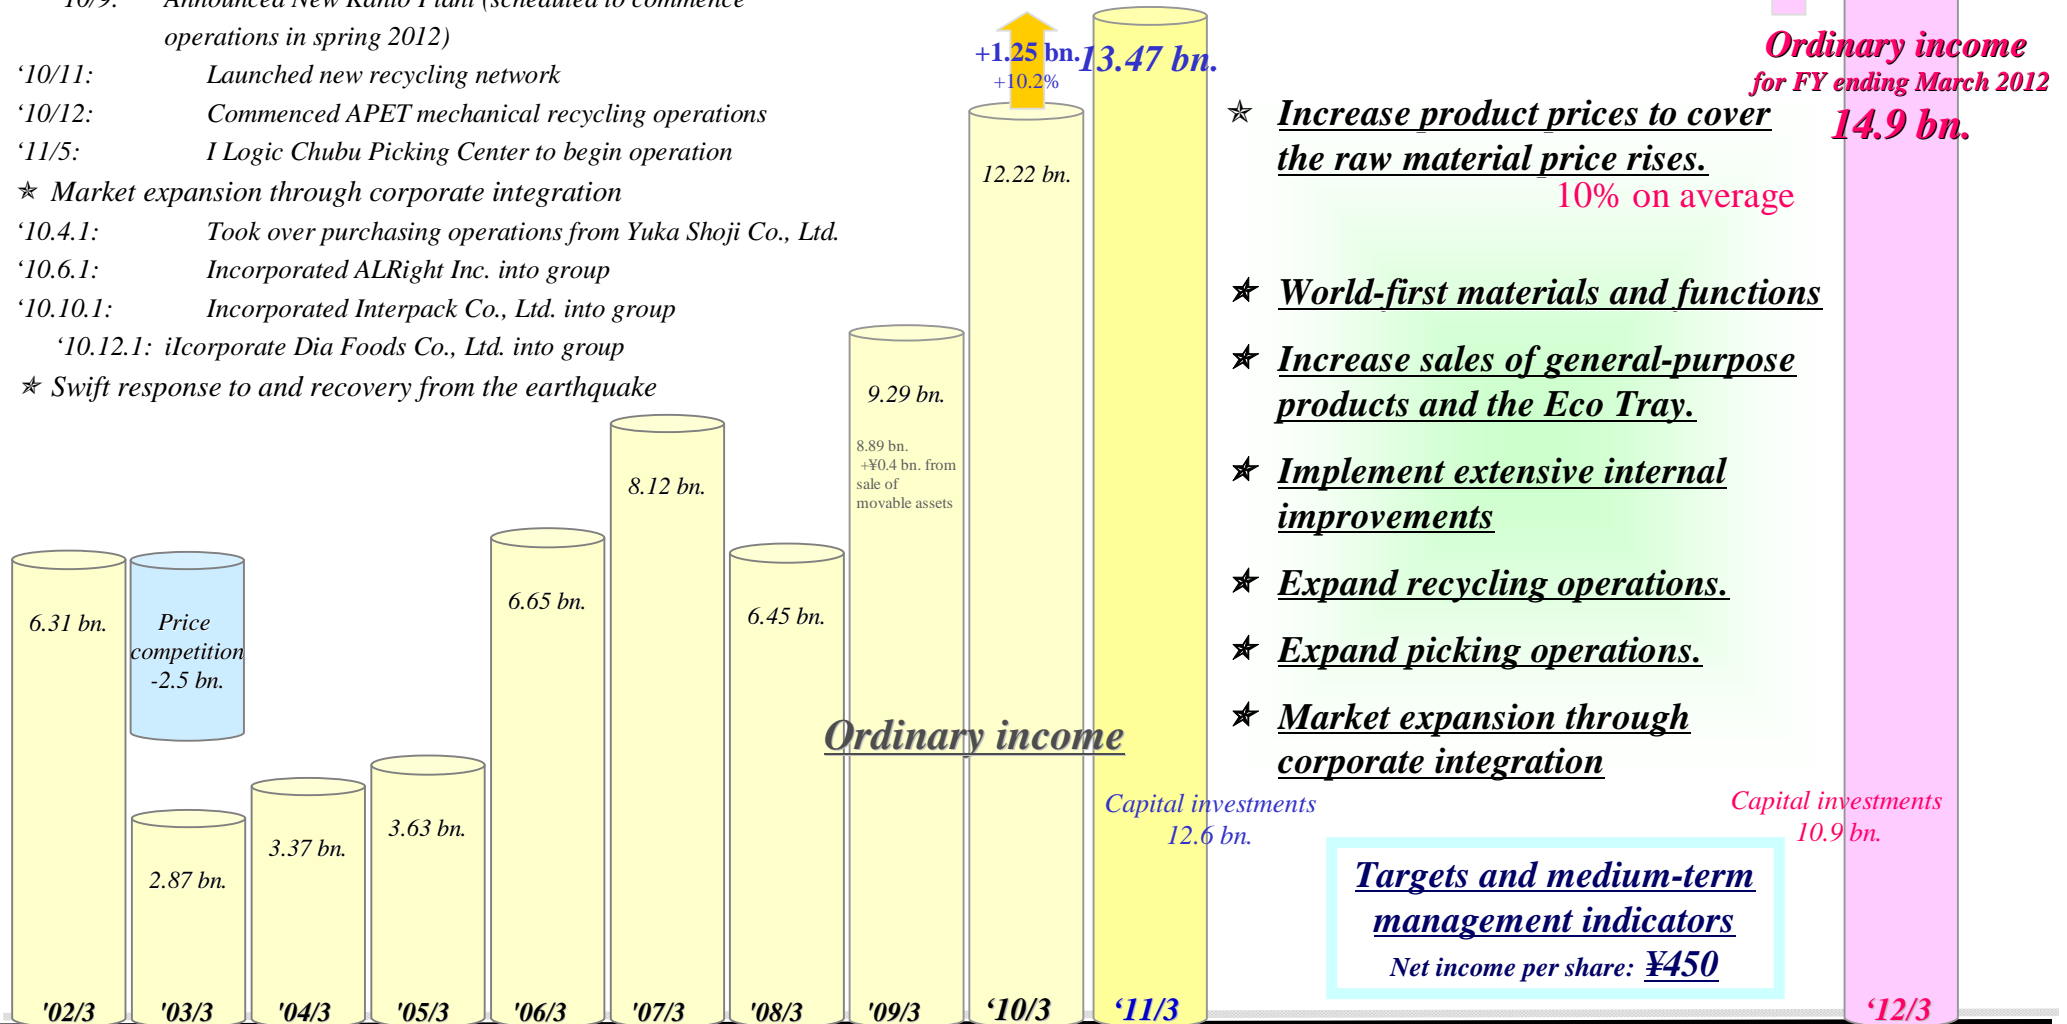 '10/9: Announced New Kanto Plant (scheduled to commence
operations in spring 2012)
‘10/11: Launched new recycling network
‘10/12: Commenced APET mechanical recycling operations
‘11/5: I Logic Chubu Picking Center to begin operation
✯ Market expansion through corporate integration
‘10.4.1: Took over purchasing operations from Yuka Shoji Co., Ltd.
‘10.6.1: Incorporated ALRight Inc. into group
‘10.10.1: Incorporated Interpack Co., Ltd. into group
‘10.12.1: iIcorporate Dia Foods Co., Ltd. into group
✯ Swift response to and recovery from the earthquake
+1.25 bn.
+10.2%
13.47 bn.
12.22 bn.
9.29 bn.
8.89 bn.
+¥0.4 bn. from
sale of
movable assets
8.12 bn.
6.45 bn.
6.65 bn.
6.31 bn.
Price
competition
-2.5 bn.
3.63 bn.
3.37 bn.
2.87 bn.
Ordinary income
Capital investments
12.6 bn.
✯ Increase product prices to cover
the raw material price rises.
10% on average
✯ World-first materials and functions
✯ Increase sales of general-purpose
products and the Eco Tray.
✯ Implement extensive internal
improvements
✯ Expand recycling operations.
✯ Expand picking operations.
✯ Market expansion through
corporate integration
Ordinary income
for FY ending March 2012
14.9 bn.
Capital investments
10.9 bn.
Targets and medium-term
management indicators
Net income per share: ¥450
'02/3 '03/3 '04/3 '05/3 '06/3 '07/3 '08/3 '09/3 ‘10/3 ‘11/3 ‘12/3